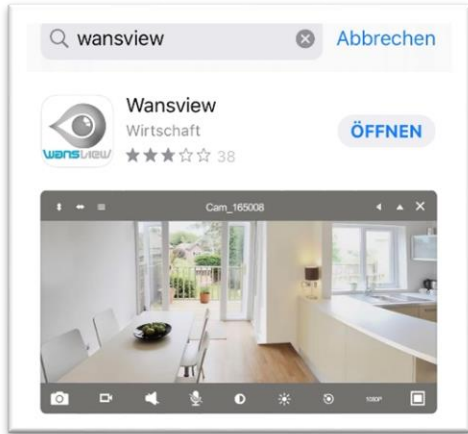 wansview
Abbrechen
Wansview
Wirtschaft
ÖFFNEN
wansview
38
Cam_165008
1080P